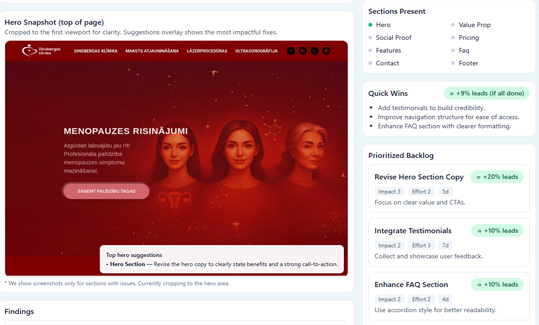 Hero Snapshot (top of page)
Cropped to the first viewport for clarity. Suggestions overlay shows the most impactful fixes.
Dinsbergas
klīnika
DINSBERGAS KLĪNIKA
MAKSTS ATJAUNINĀŠANA
LĀZERPROCEDŪRAS
ULTRASONOGRĀFIJA
MENOPAUZES RISINĀJUMI
Atgūstiet labsajūtu jau rīt!
Profesionāla palīdzība
menopauzes simptomu
mazināšanai.
SAŅEMT PALĪDZĪBU TAGAD
Top hero suggestions
• Hero Section — Revise the hero copy to clearly state benefits and a strong call-to-action.
* We show screenshots only for sections with issues. Currently cropping to the hero area.
Findings
Sections Present
Hero
Value Prop
Social Proof
Pricing
Features
Faq
Contact
Footer
Quick Wins
≈ +9% leads (if all done)
• Add testimonials to build credibility.
• Improve navigation structure for ease of access.
• Enhance FAQ section with clearer formatting.
Prioritized Backlog
Revise Hero Section Copy
≈ +20% leads
Impact 3
Effort 2
5d
Focus on clear value and CTAs.
Integrate Testimonials
≈ +10% leads
Impact 2
Effort 3
7d
Collect and showcase user feedback.
Enhance FAQ Section
≈ +10% leads
Impact 2
Effort 2
4d
Use accordion style for better readability.